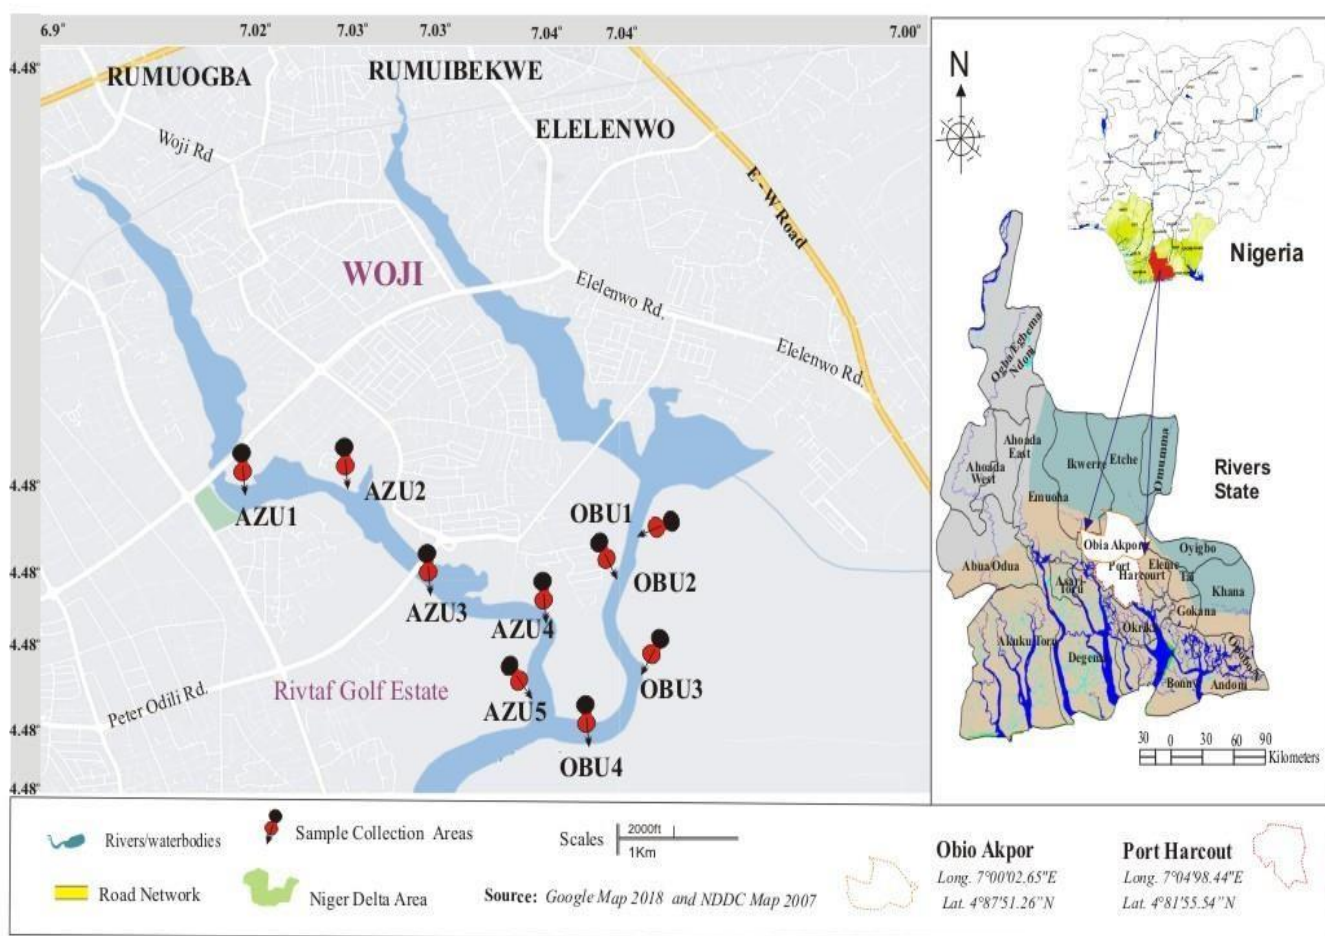 6.9° 7.02° 7.03° 7.03° 7.04° 7.04° 7.00°
4.48°
4.48°
4.48°
4.48°
4.48°
4.48°
RUMUOGBA
RUMUIBEKWE
ELELENWO
Woji Rd
E - W Road
WOJI
Elelenwo Rd.
Elelenwo Rd.
AZU1
AZU2
OBU1
OBU2
AZU3
AZU4
OBU3
AZU5
OBU4
Peter Odili Rd.
Rivtaf Golf Estate
N
Nigeria
Rivers
State
Ogba/Egbema/
Ndoni
Ahoada
East
Ahoada
West
Ikwerre
Etche
Omumma
Emuoha
Obia Akpor
Oyigbo
Port
Harcourt
Eleme
Tai
Khana
Abua/Odua
Asari
Toru
Gokana
Okrika
Akuku Toru
Degema
Bonny
Andoni
30 0 30 60 90
Kilometers
Rivers/waterbodies
Sample Collection Areas
Road Network
Niger Delta Area
Scales
2000ft
1Km
Source: Google Map 2018 and NDDC Map 2007
Obio Akpor
Long. 7°00'02.65"E
Lat. 4°87'51.26"N
Port Harcout
Long. 7°04'98.44"E
Lat. 4°81'55.54"N